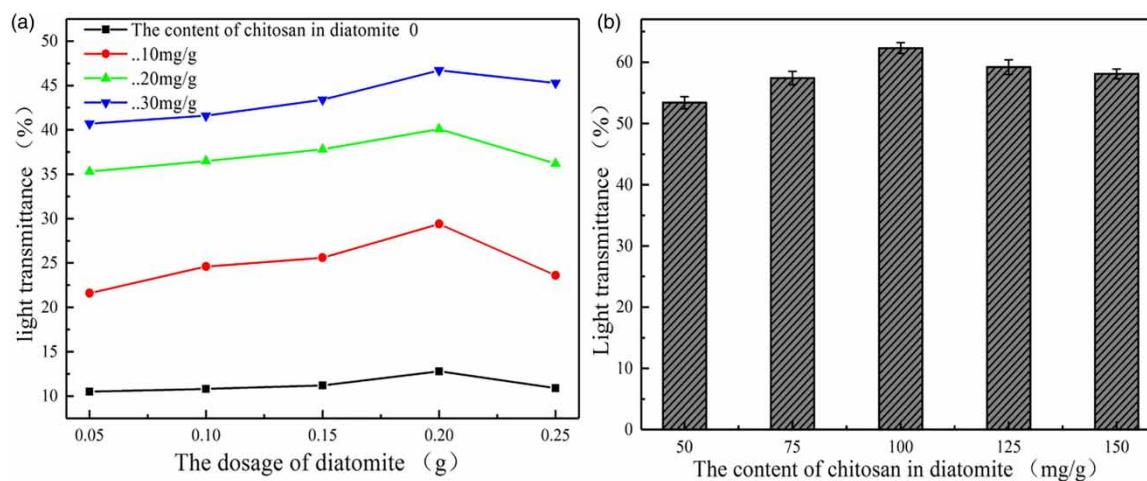 (a)
The content of chitosan in diatomite 0
..10mg/g
..20mg/g
..30mg/g
light transmittance（%）
50
45
40
35
30
25
20
15
10
0.05 0.10 0.15 0.20 0.25
The dosage of diatomite （g）
(b)
Light transmittance（%）
60
50
40
30
60
10
0
50 75 100 125 150
The content of chitosan in diatomite（mg/g）